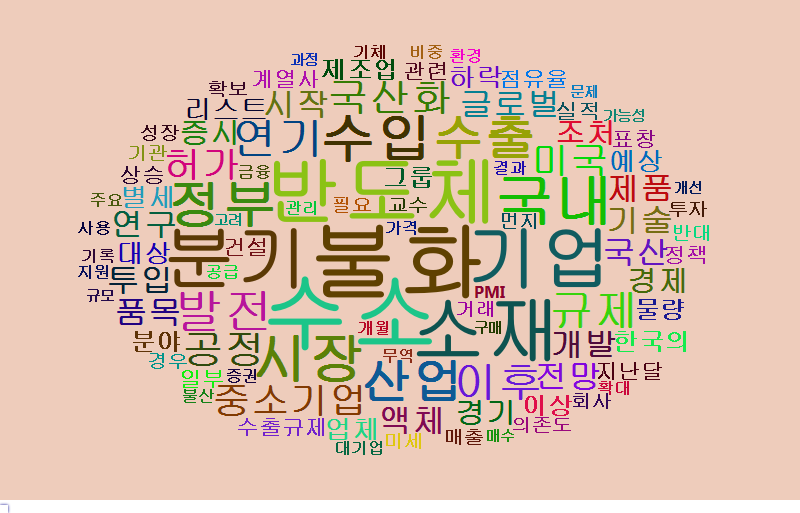 과정 기체 비중 환경
계열사 제조업 관련 하락 점유율
확보 리스트 시작 국산화 글로벌 실적 문제 가능성
성장 증시 연기 수입 수출 조처 표창
기관 허가 금융 그룹 결과 미국 예상
상승 별세 정부 반도체 국내 제품 개선
주요 연구 고려 관리 필요 교수 먼지 기술 투자
사용 가격 반대
기록 대상 건설 분기 불화 기업 국산 정책
지원 투입 공급 경제
규모 품목 발전 수소 PMI 거래 소재 규제 물량
분야 공정 개월 구매 개발 한국의
경우 시장 무역
일부 증권 산업 이후 전망 지난달
불산 중소기업 확대
액체 경기 이상 회사
수출규제 업체 의존도
대기업 미세 매출 매수